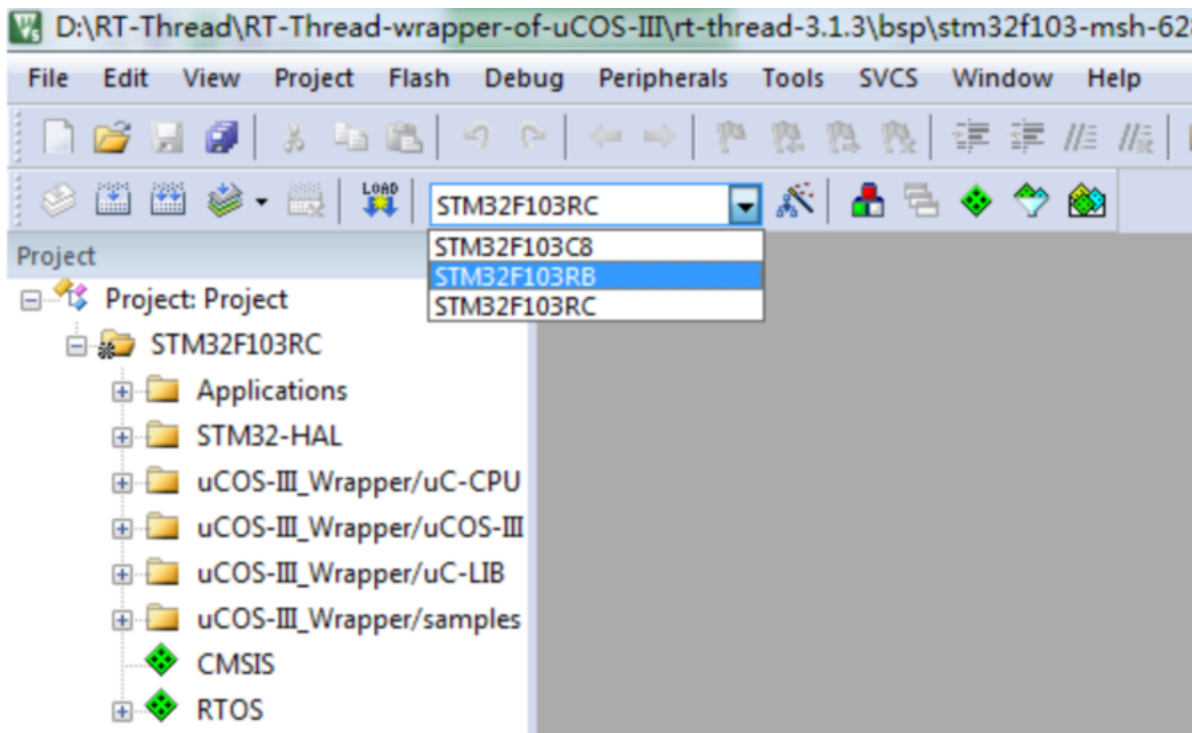 D:\RT-Thread\RT-Thread-wrapper-of-uCOS-III\rt-thread-3.1.3\bsp\stm32f103-msh-628
File Edit View Project Flash Debug Peripherals Tools SVCS Window Help
LOAD
STM32F103RC
STM32F103C8
STM32F103RB
STM32F103RC
Project
Project: Project
STM32F103RC
Applications
STM32-HAL
uCOS-III_Wrapper/uC-CPU
uCOS-III_Wrapper/uCOS-III
uCOS-III_Wrapper/uC-LIB
uCOS-III_Wrapper/samples
CMSIS
RTOS